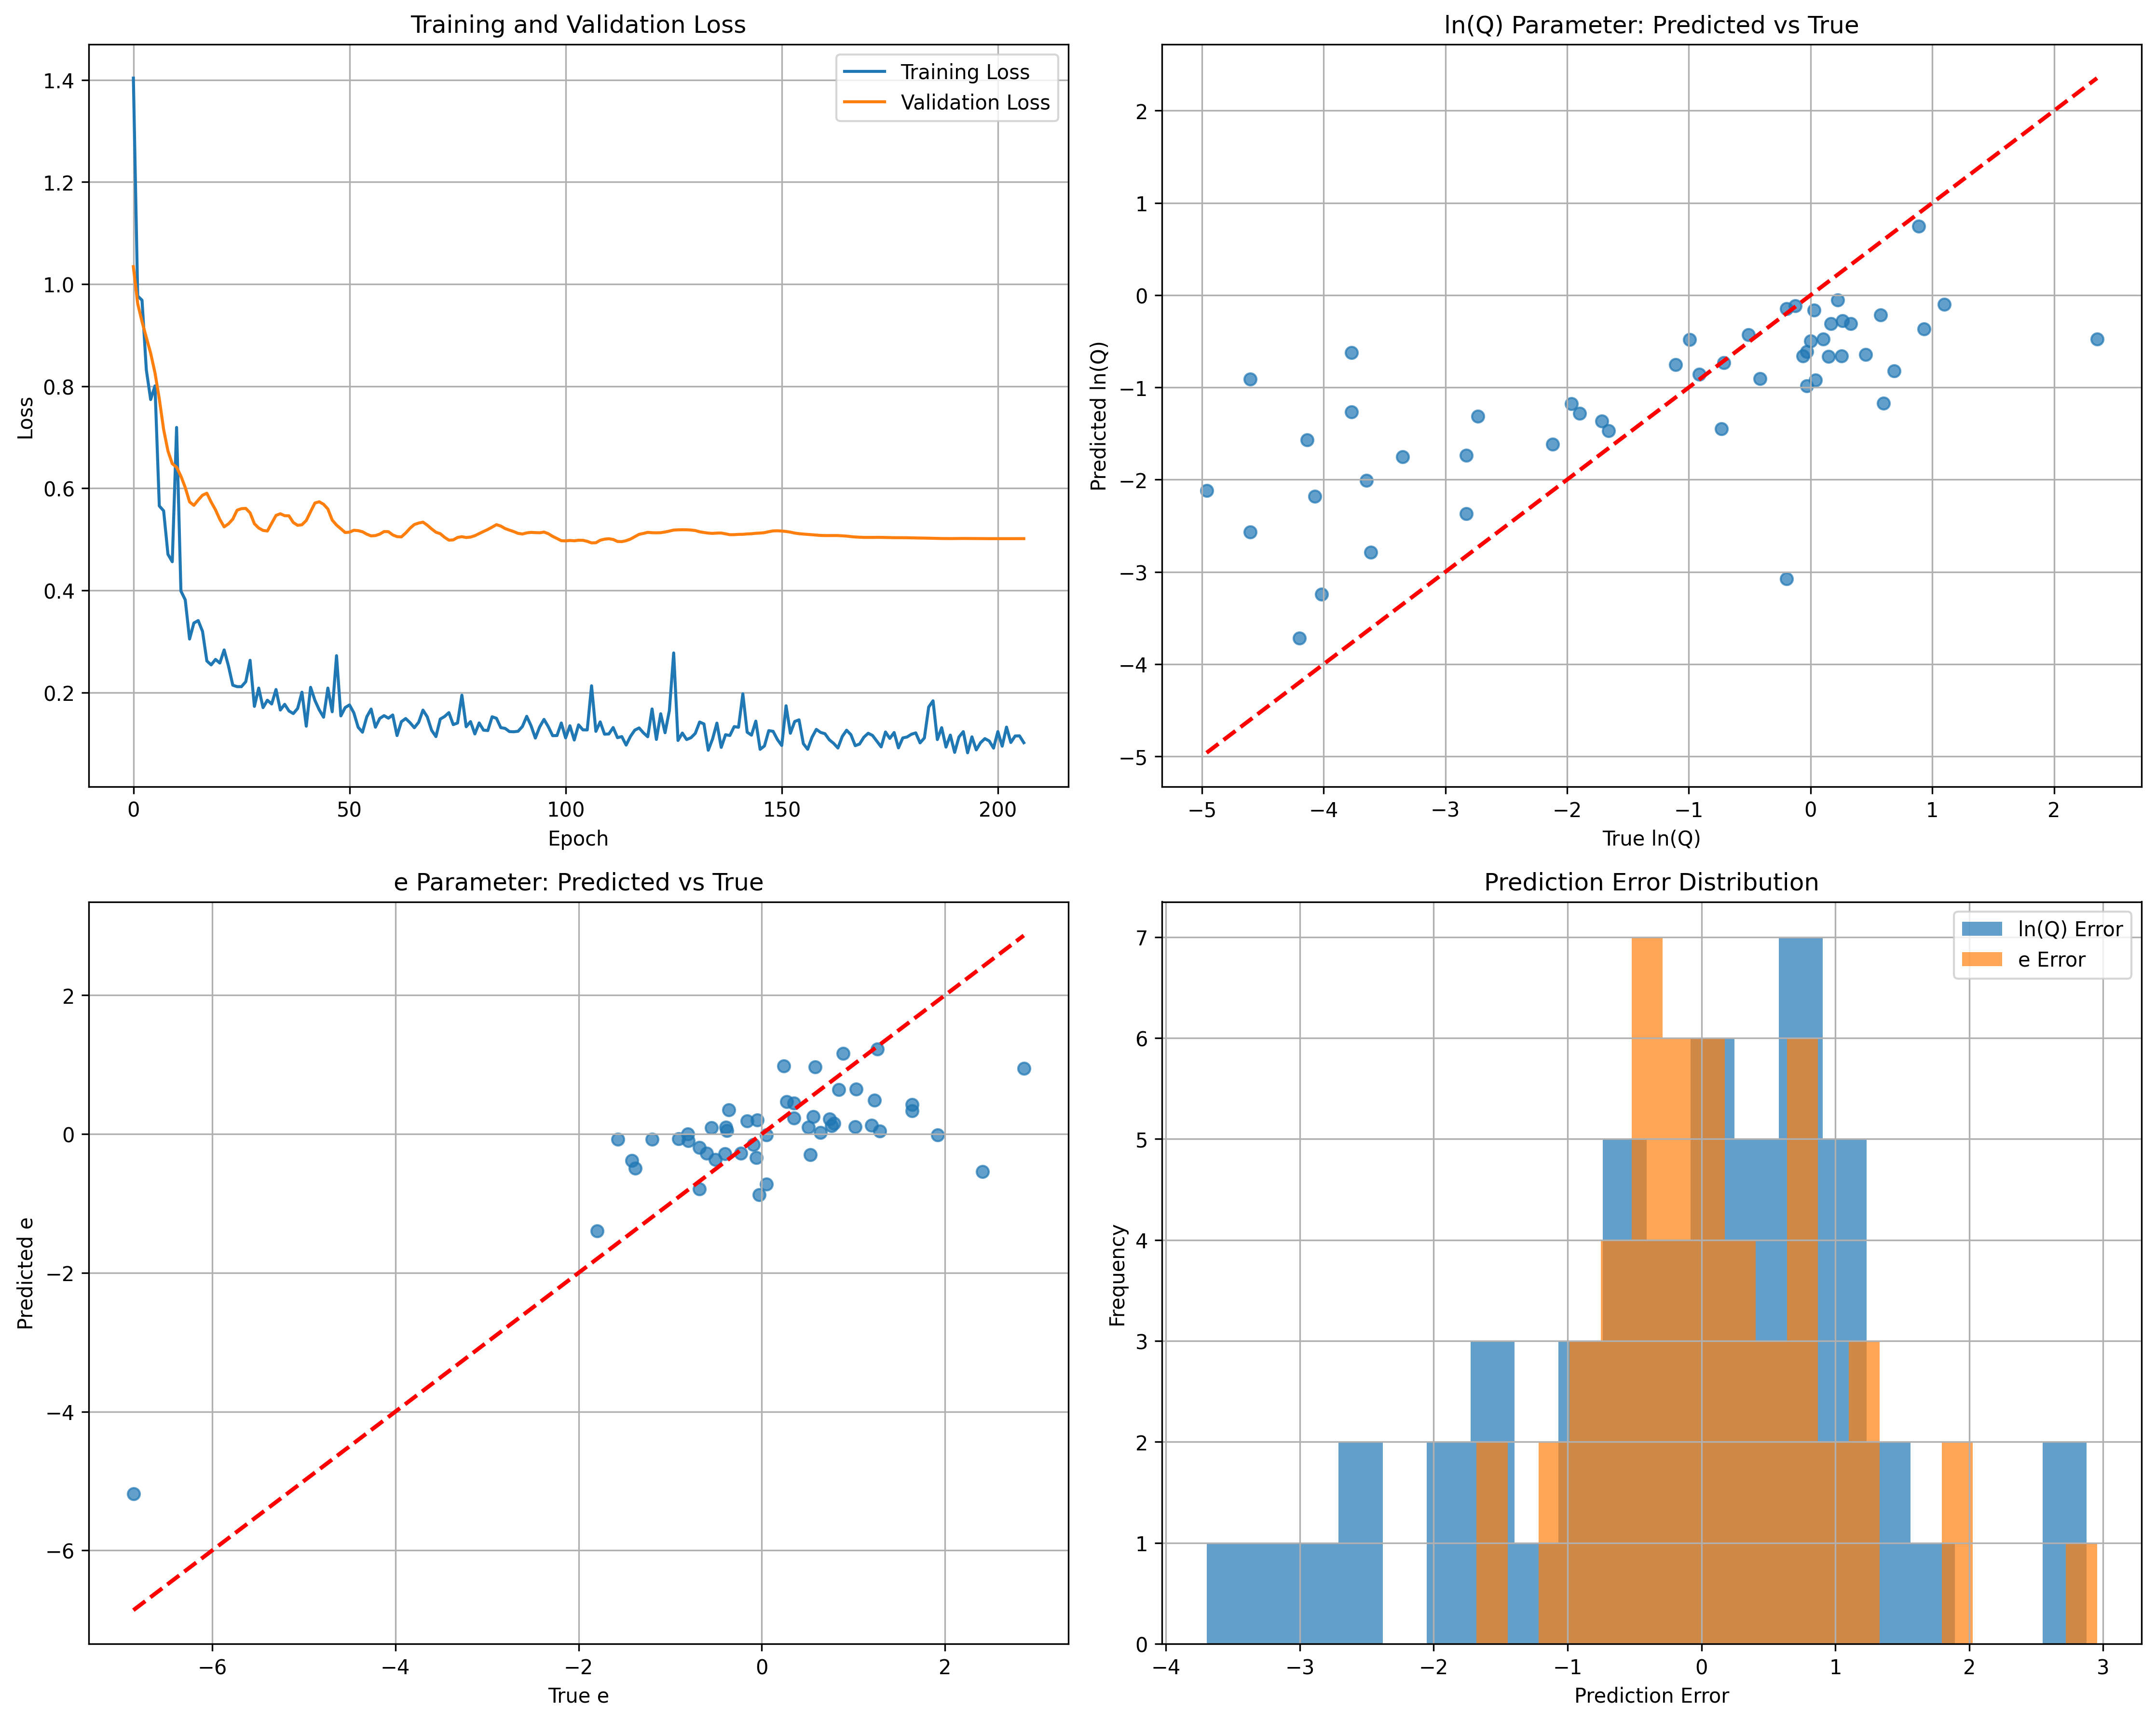 Training and Validation Loss
Loss
1.4
1.2
1.0
0.8
0.6
0.4
0.2
Training Loss
Validation Loss
0 50 100 150 200
Epoch
ln(Q) Parameter: Predicted vs True
Predicted ln(Q)
2
1
0
−1
−2
−3
−4
−5
−5 −4 −3 −2 −1 0 1 2
True ln(Q)
e Parameter: Predicted vs True
Predicted e
2
0
−2
−4
−6
−6 −4 −2 0 2
True e
Prediction Error Distribution
Frequency
7
6
5
4
3
2
1
0
ln(Q) Error
e Error
−4 −3 −2 −1 0 1 2 3
Prediction Error